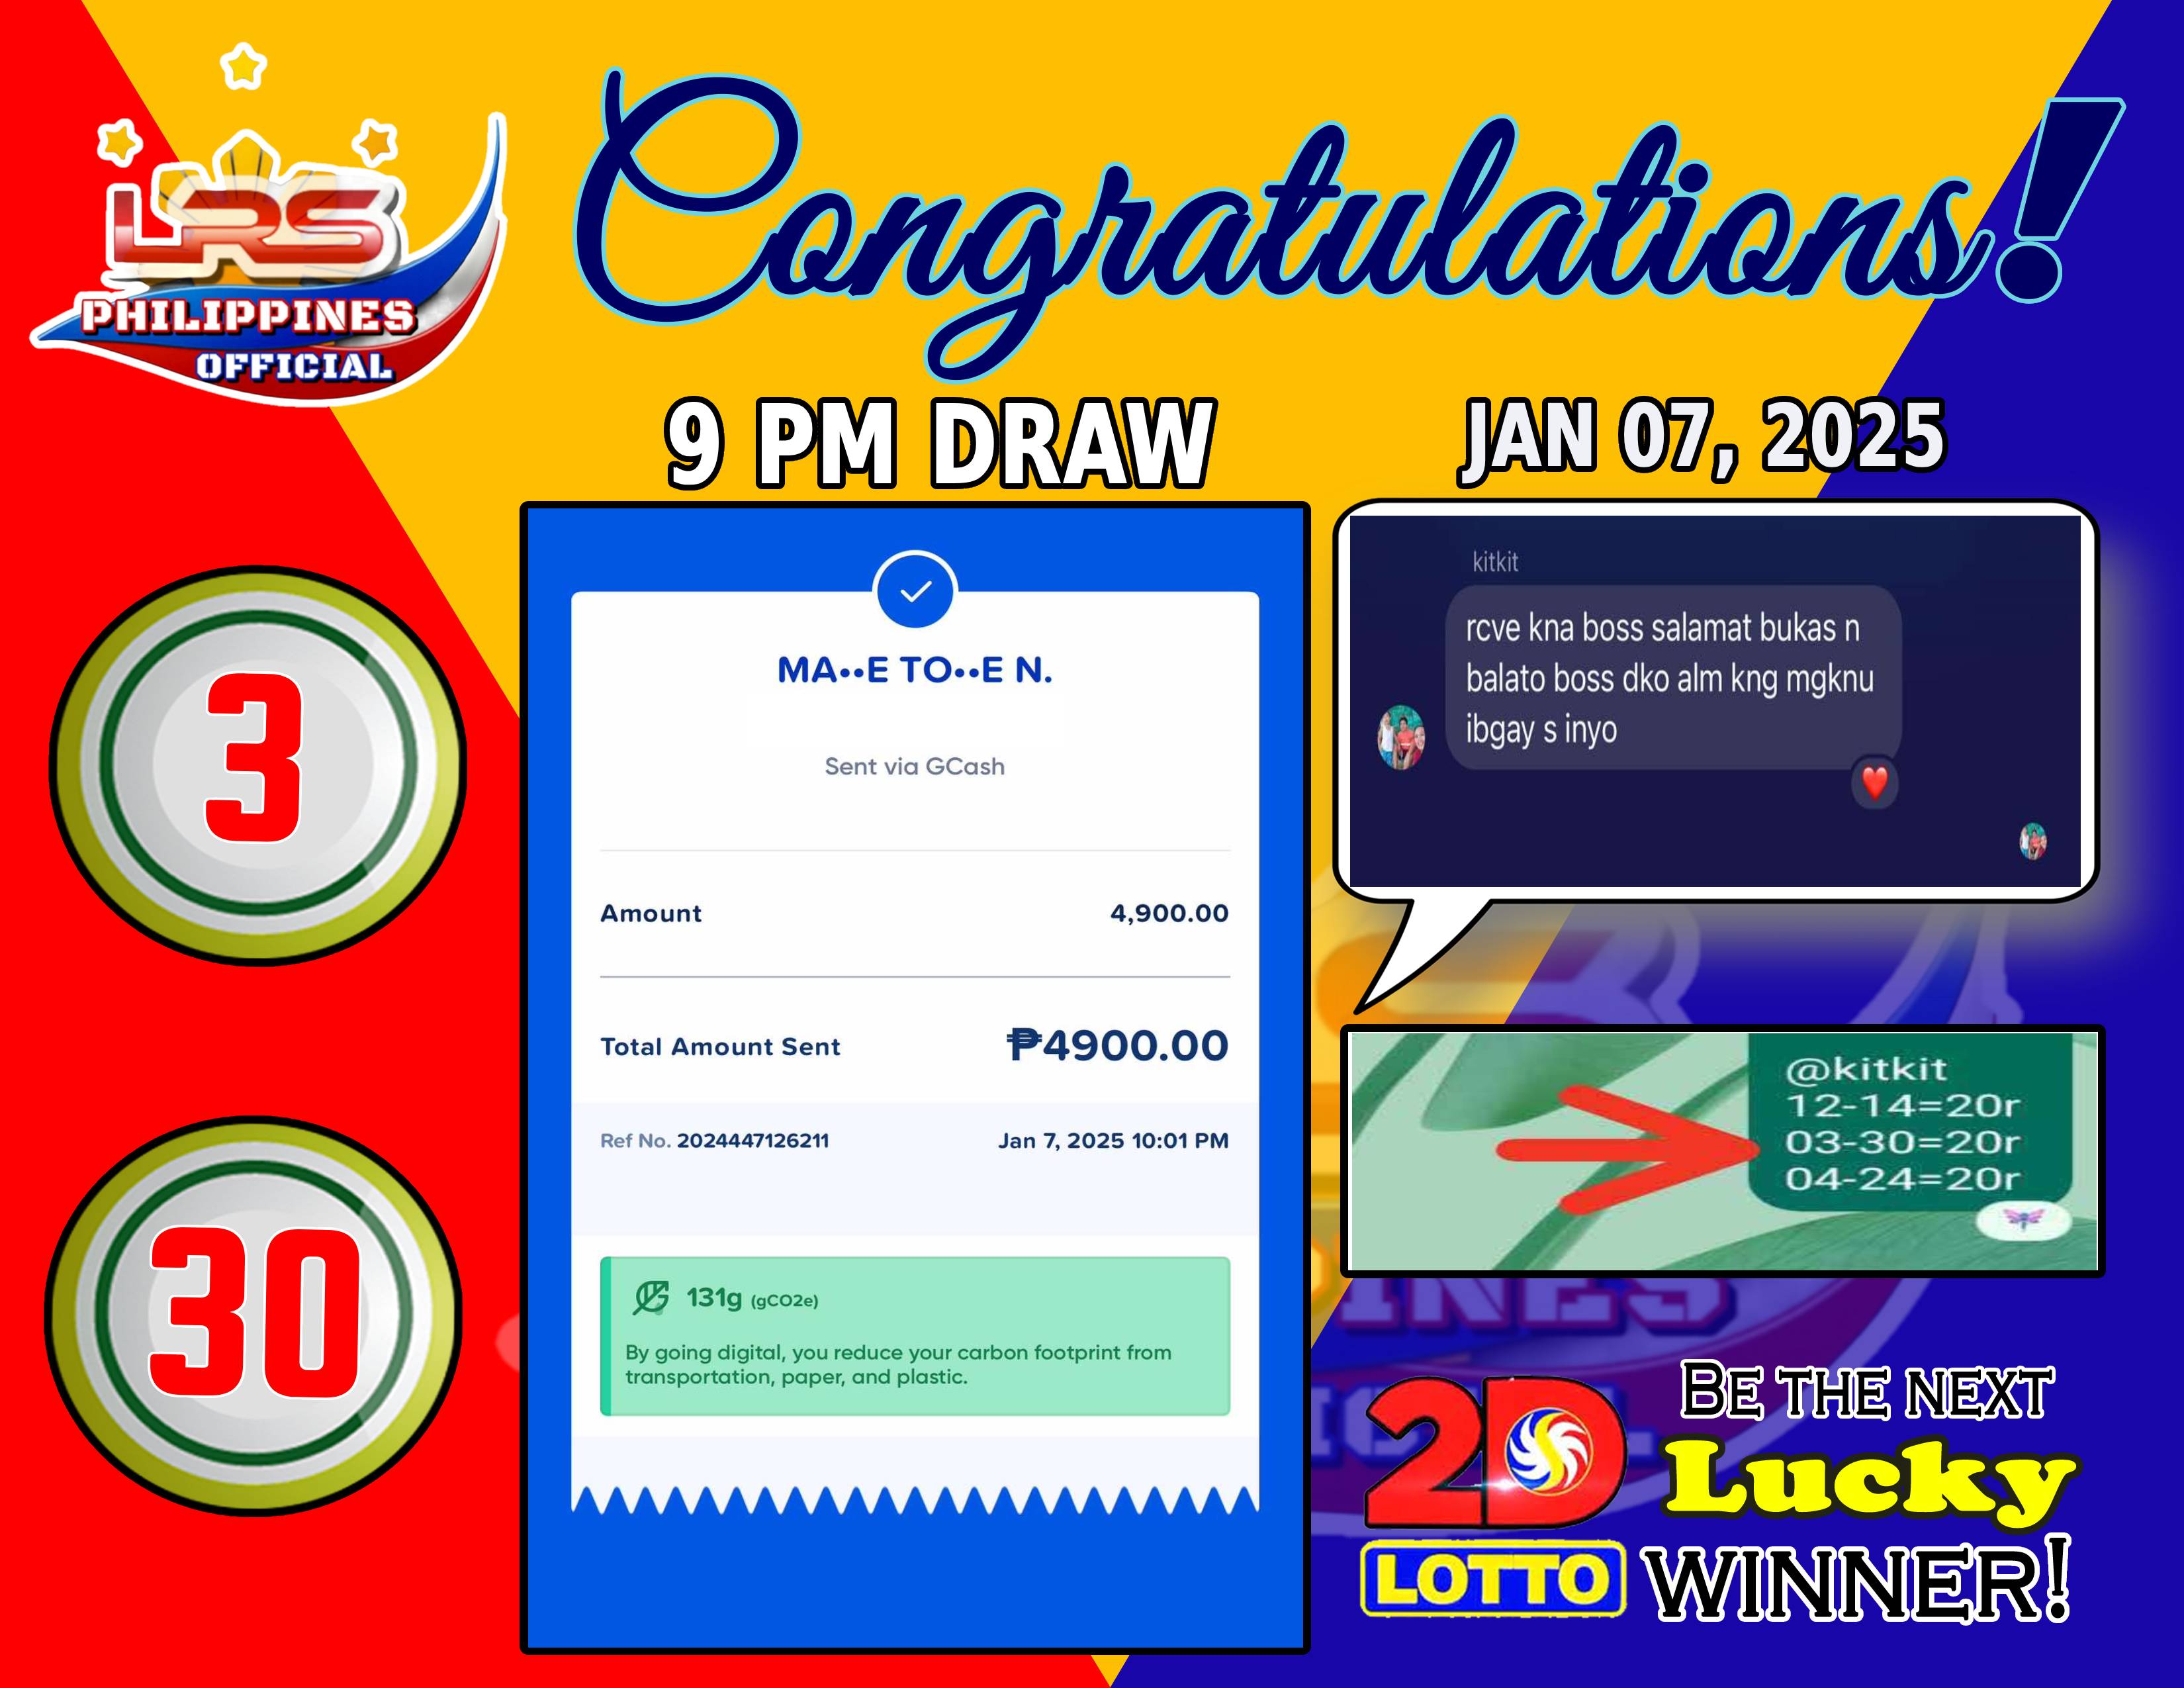 LRS
PHILIPPINES
OFFICIAL
Congratulations!
9 PM DRAW
JAN 07, 2025
3
30
MA••E TO••E N.
Sent via GCash
Amount 4,900.00
Total Amount Sent ₱4900.00
Ref No. 2024447126211 Jan 7, 2025 10:01 PM
131g (gCO2e)
By going digital, you reduce your carbon footprint from
transportation, paper, and plastic.
kitkit
rcve kna boss salamat bukas n
balato boss dko alm kng mgknu
ibgay s inyo
@kitkit
12-14=20r
03-30=20r
04-24=20r
2D
LOTTO
BE THE NEXT
Lucky
WINNER!